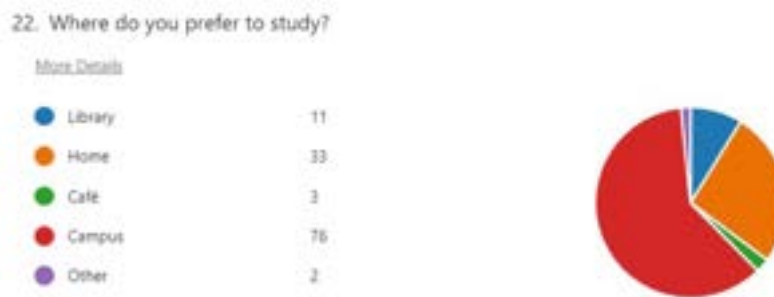 22. Where do you prefer to study?
More Details
Library 11
Home 33
Café 3
Campus 76
Other 2